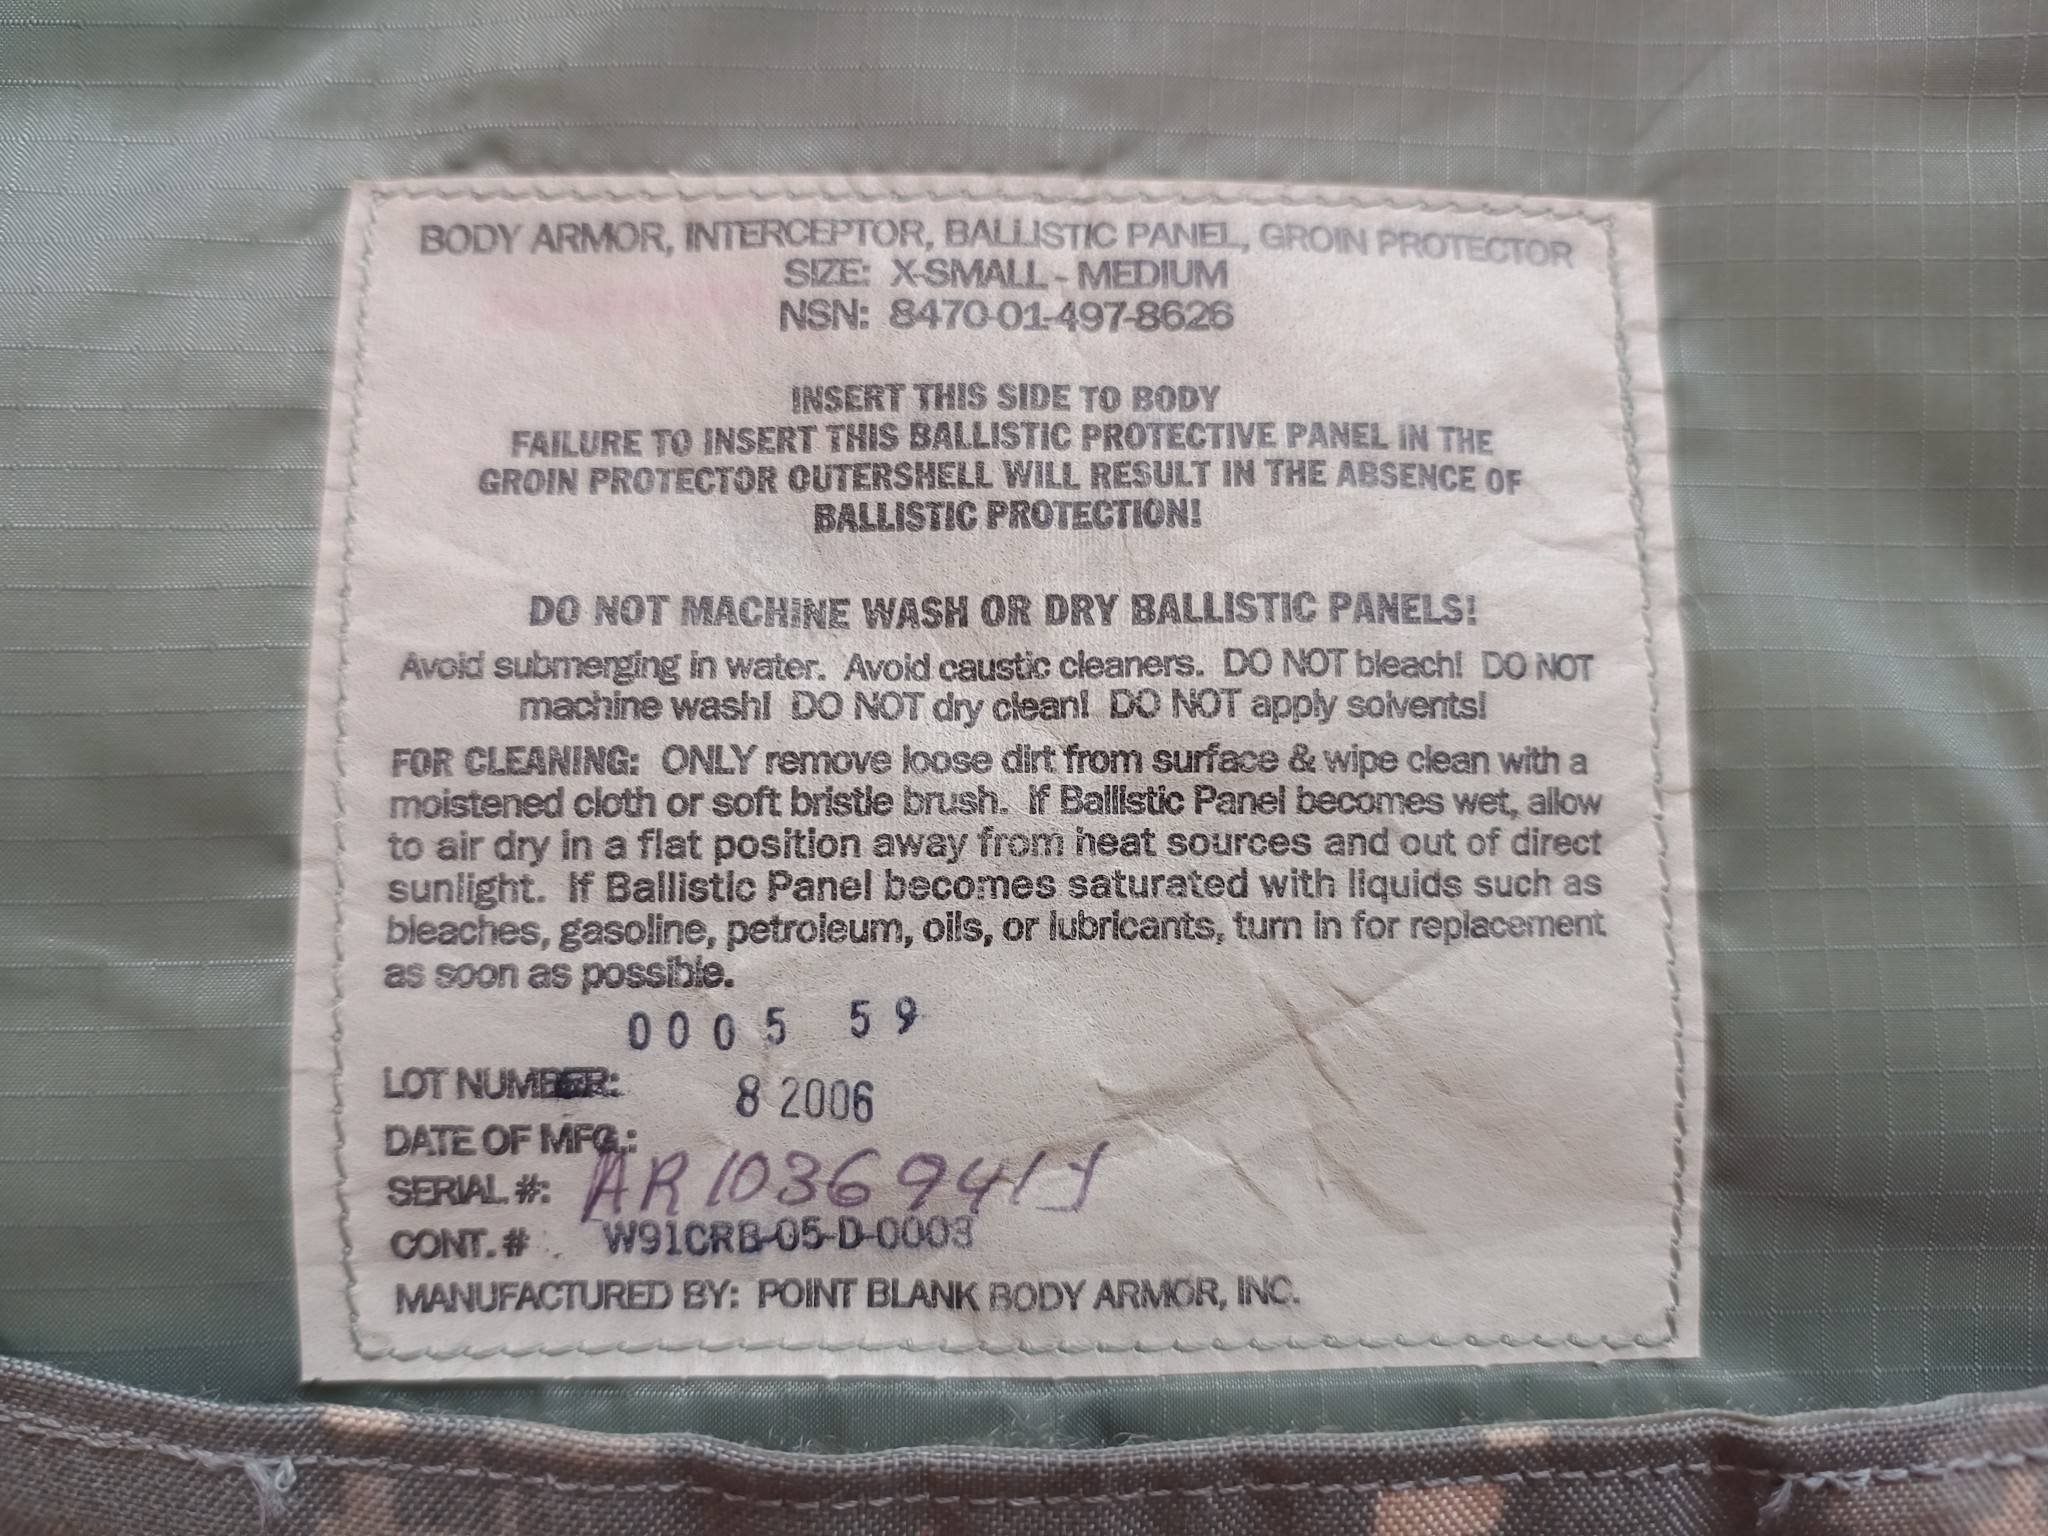 BODY ARMOR, INTERCEPTOR, BALLISTIC PANEL, GROIN PROTECTOR
SIZE: X-SMALL - MEDIUM
NSN: 8470-01-497-8626
INSERT THIS SIDE TO BODY
FAILURE TO INSERT THIS BALLISTIC PROTECTIVE PANEL IN THE
GROIN PROTECTOR OUTERSHELL WILL RESULT IN THE ABSENCE OF
BALLISTIC PROTECTION!
DO NOT MACHINE WASH OR DRY BALLISTIC PANELS!
Avoid submerging in water. Avoid caustic cleaners. DO NOT bleach! DO NOT
machine wash! DO NOT dry clean! DO NOT apply solvents!
FOR CLEANING: ONLY remove loose dirt from surface & wipe clean with a
moistened cloth or soft bristle brush. If Ballistic Panel becomes wet, allow
to air dry in a flat position away from heat sources and out of direct
sunlight. If Ballistic Panel becomes saturated with liquids such as
bleaches, gasoline, petroleum, oils, or lubricants, turn in for replacement
as soon as possible.
0005 59
LOT NUMBER:
8 2006
DATE OF MFG.:
SERIAL #:
CONT. # W91CRB-05-D-0003
MANUFACTURED BY: POINT BLANK BODY ARMOR, INC.